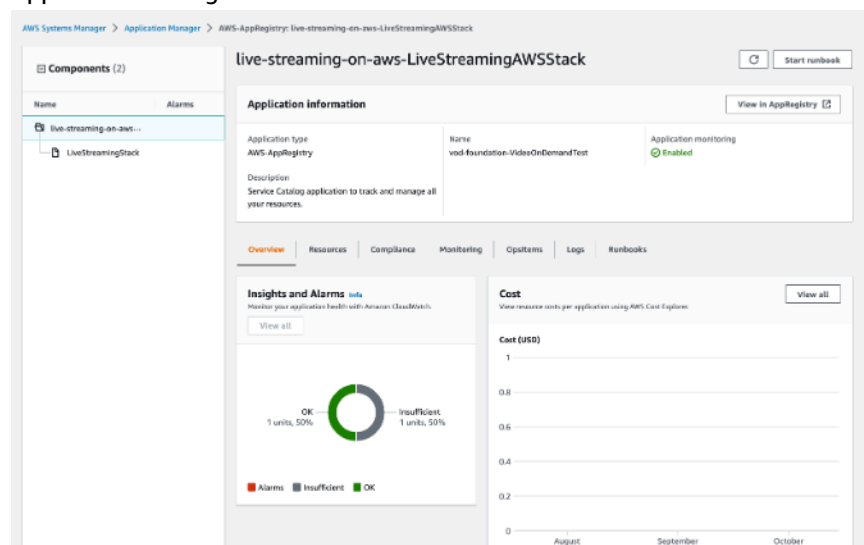 AWS Systems Manager > Application Manager > AWS-AppRegistry: live-streaming-on-aws-LiveStreamingAWSStack
Components (2)
Name Alarms
live-streaming-on-aws...
LiveStreamingStack
live-streaming-on-aws-LiveStreamingAWSStack
Start runbook
Application information
View in AppRegistry
Application type
AWS-AppRegistry
Name
vod-foundation-VideoOnDemandTest
Application monitoring
Enabled
Description
Service Catalog application to track and manage all
your resources.
Overview Resources Compliance Monitoring OpsItems Logs Runbooks
Insights and Alarms Info
Monitor your application health with Amazon CloudWatch.
View all
OK
1 units, 50%
Insufficient
1 units, 50%
Alarms Insufficient OK
Cost
View resource costs per application using AWS Cost Explorer.
View all
Cost (USD)
1
0.8
0.6
0.4
0.2
0
August September October